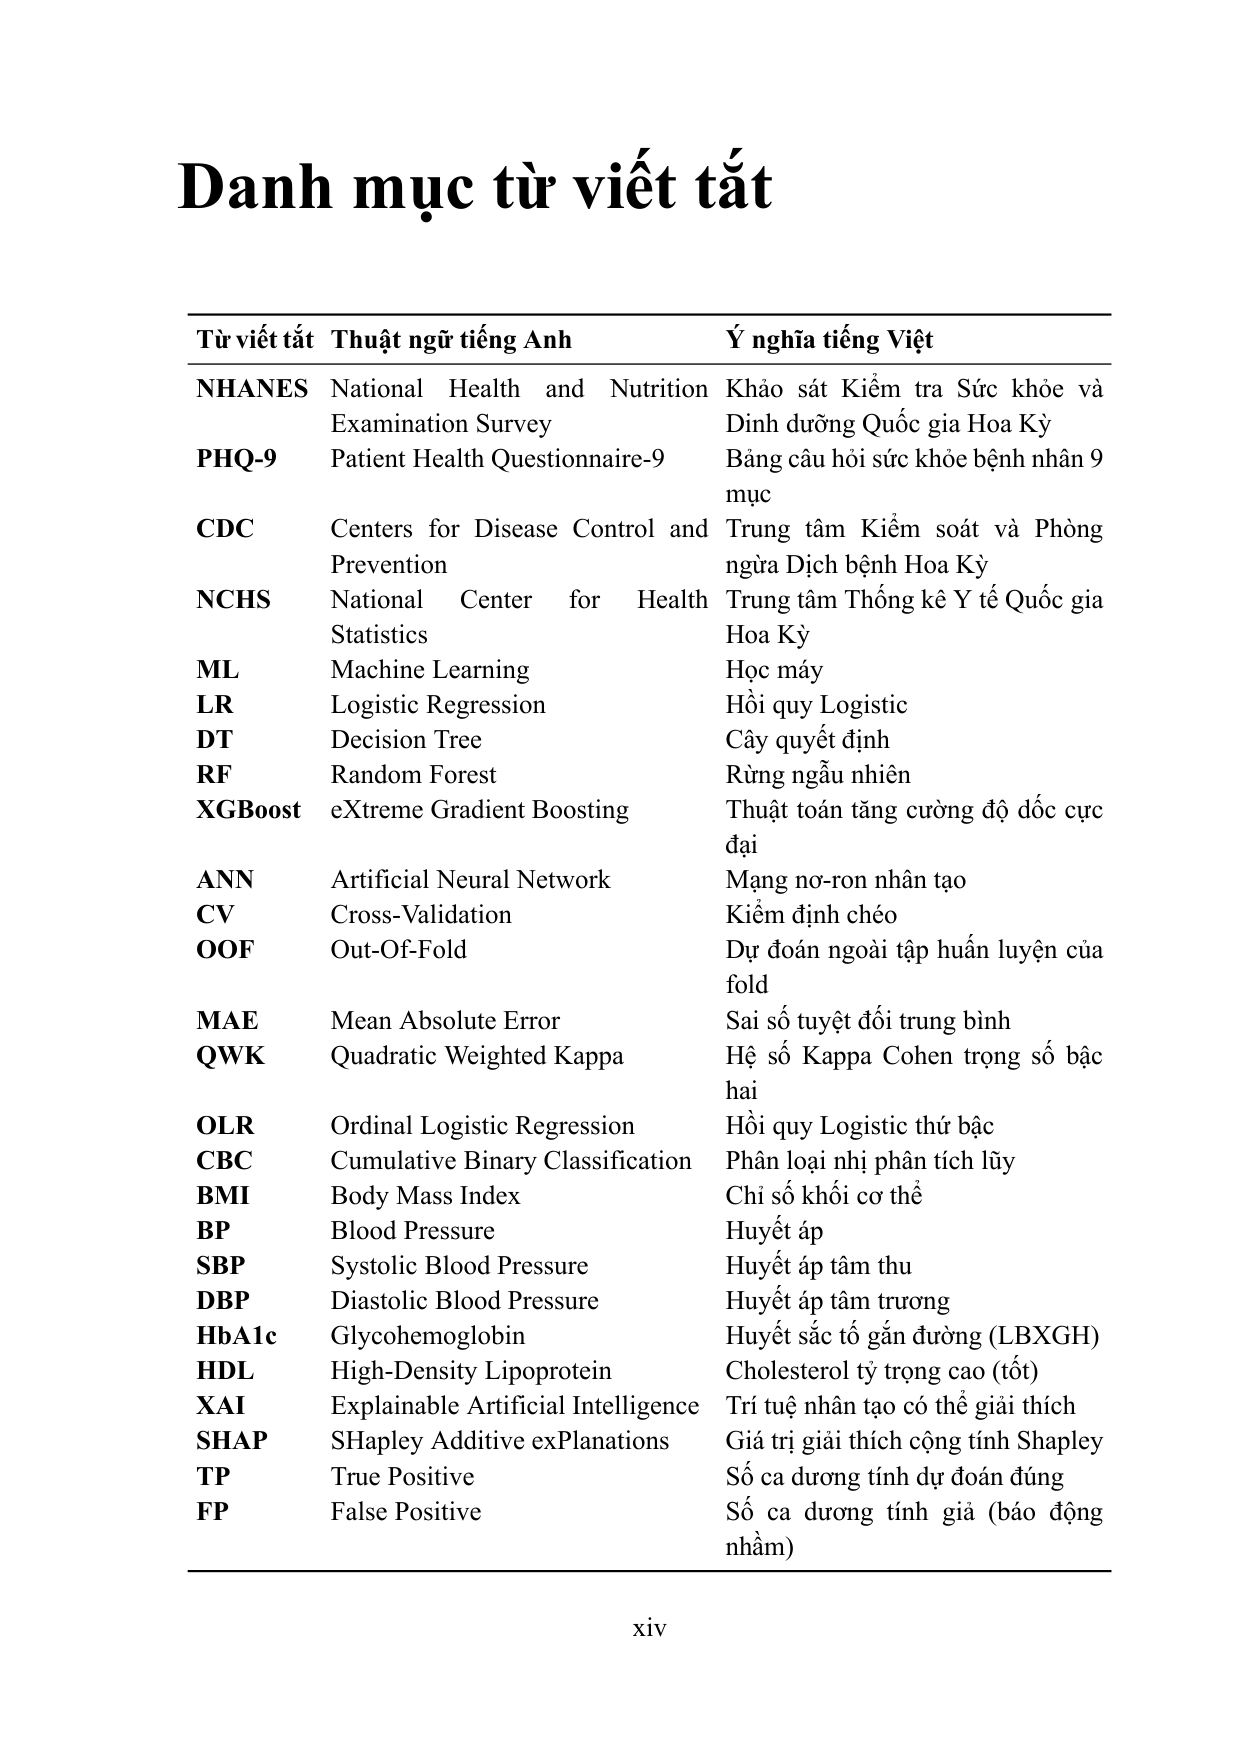 Danh mục từ viết tắt
Từ viết tắt Thuật ngữ tiếng Anh Ý nghĩa tiếng Việt
NHANES National Health and Nutrition Khảo sát Kiểm tra Sức khỏe và
Examination Survey Dinh dưỡng Quốc gia Hoa Kỳ
PHQ-9 Patient Health Questionnaire-9 Bảng câu hỏi sức khỏe bệnh nhân 9
mục
CDC Centers for Disease Control and Trung tâm Kiểm soát và Phòng
Prevention ngừa Dịch bệnh Hoa Kỳ
NCHS National Center for Health Trung tâm Thống kê Y tế Quốc gia
Statistics Hoa Kỳ
ML Machine Learning Học máy
LR Logistic Regression Hồi quy Logistic
DT Decision Tree Cây quyết định
RF Random Forest Rừng ngẫu nhiên
XGBoost eXtreme Gradient Boosting Thuật toán tăng cường độ dốc cực
đại
ANN Artificial Neural Network Mạng nơ-ron nhân tạo
CV Cross-Validation Kiểm định chéo
OOF Out-Of-Fold Dự đoán ngoài tập huấn luyện của
fold
MAE Mean Absolute Error Sai số tuyệt đối trung bình
QWK Quadratic Weighted Kappa Hệ số Kappa Cohen trọng số bậc
hai
OLR Ordinal Logistic Regression Hồi quy Logistic thứ bậc
CBC Cumulative Binary Classification Phân loại nhị phân tích lũy
BMI Body Mass Index Chỉ số khối cơ thể
BP Blood Pressure Huyết áp
SBP Systolic Blood Pressure Huyết áp tâm thu
DBP Diastolic Blood Pressure Huyết áp tâm trương
HbA1c Glycohemoglobin Huyết sắc tố gắn đường (LBXGH)
HDL High-Density Lipoprotein Cholesterol tỷ trọng cao (tốt)
XAI Explainable Artificial Intelligence Trí tuệ nhân tạo có thể giải thích
SHAP SHapley Additive exPlanations Giá trị giải thích cộng tính Shapley
TP True Positive Số ca dương tính dự đoán đúng
FP False Positive Số ca dương tính giả (báo động
nhầm)
xiv